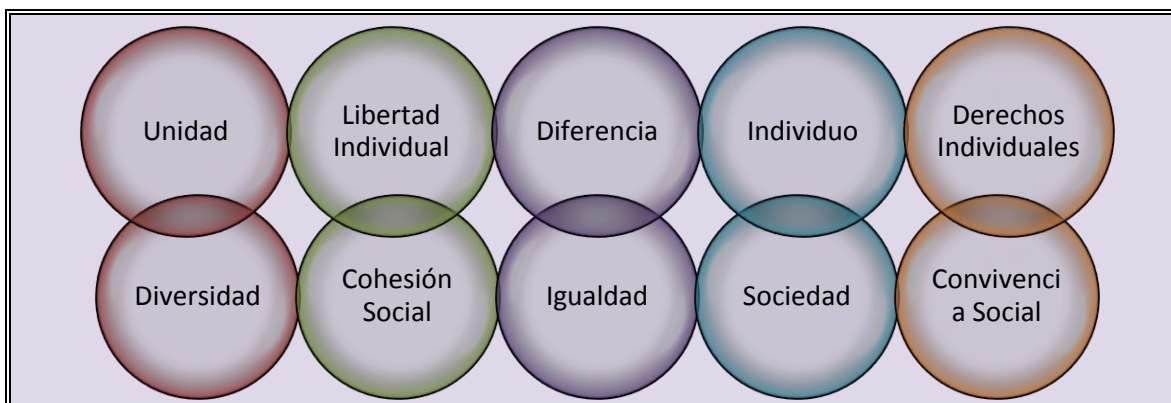 Unidad
Libertad
Individual
Diferencia
Individuo
Derechos
Individuales
Diversidad
Cohesión
Social
Igualdad
Sociedad
Convivenci
a Social